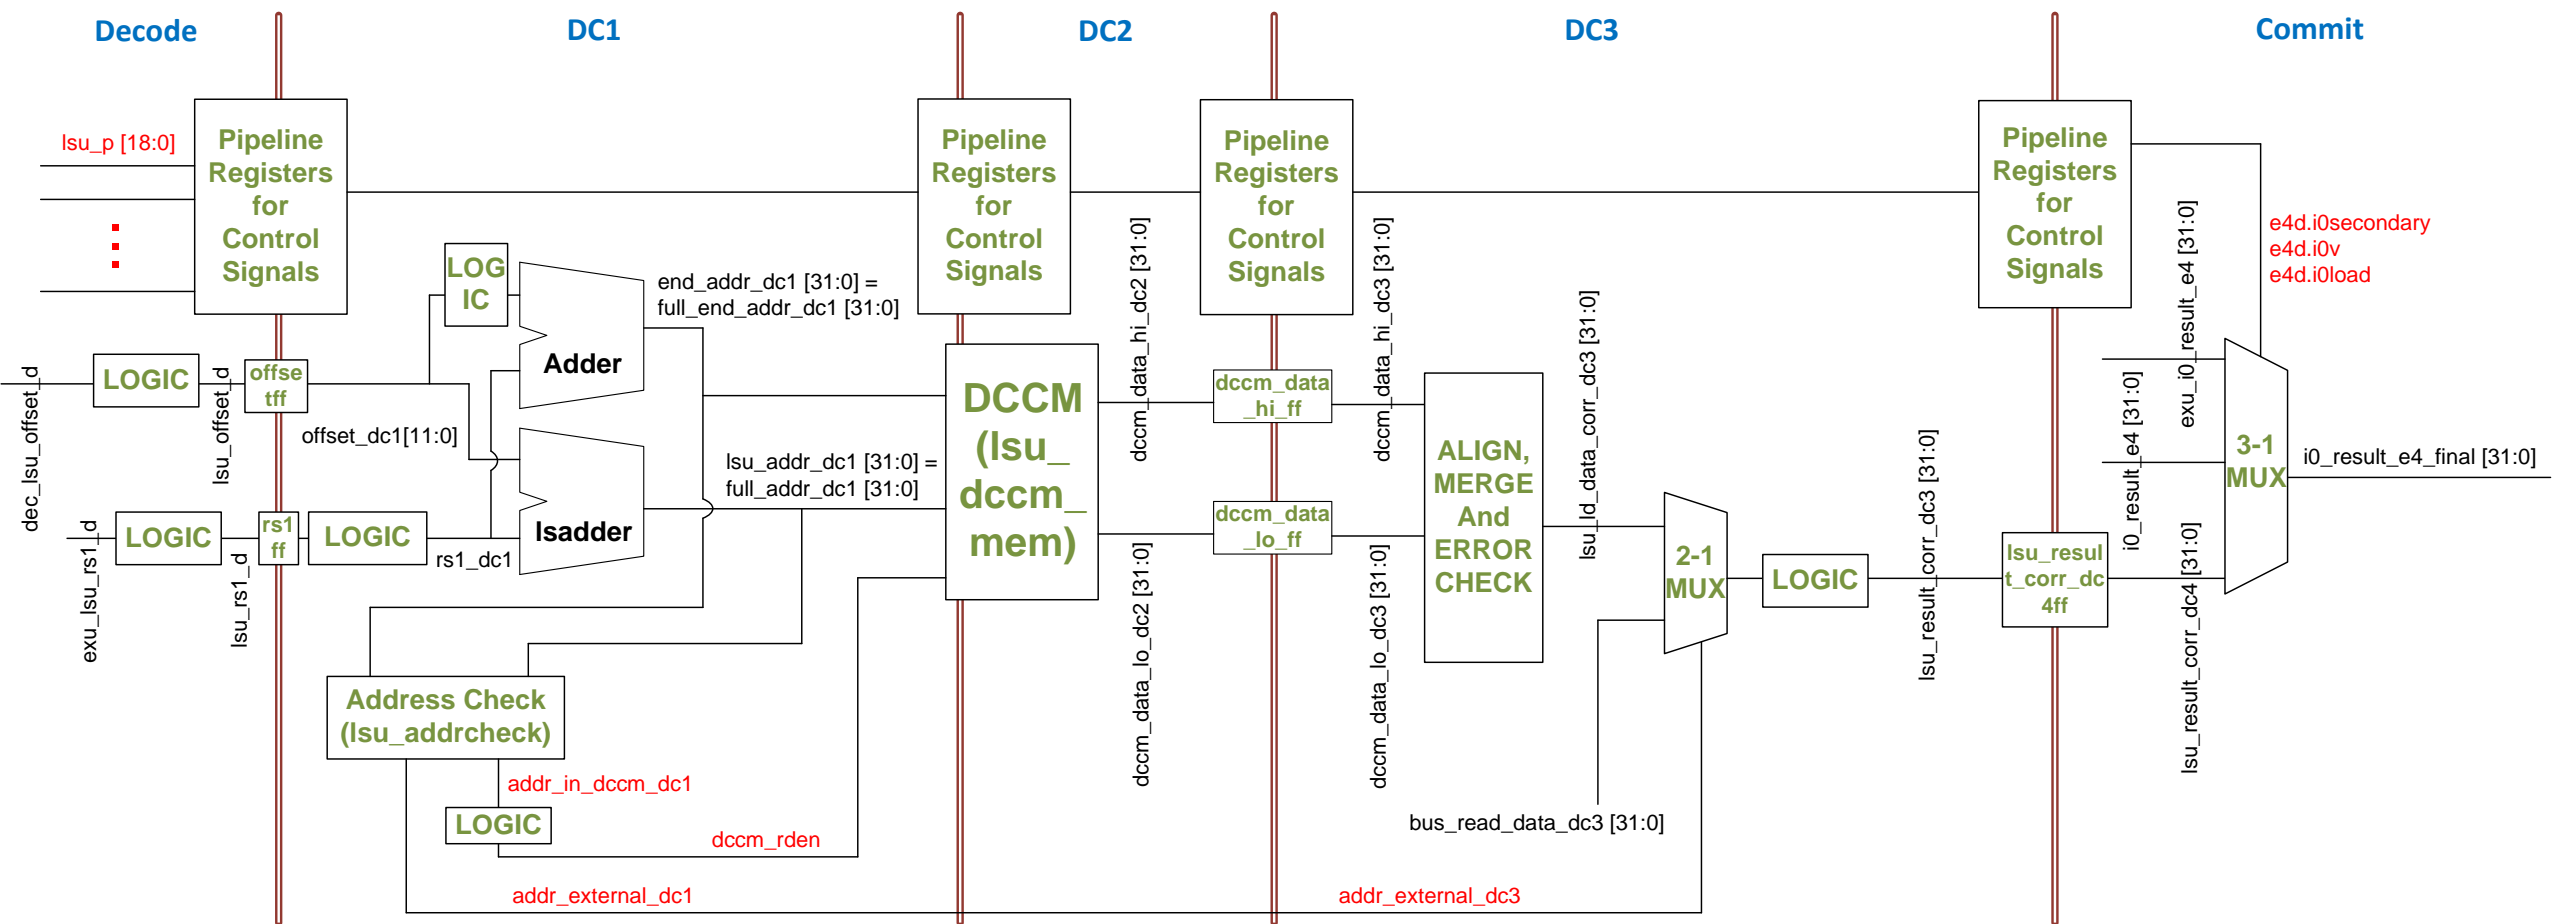 Decode
DC1
DC2
DC3
Commit
lsu_p [18:0]
Pipeline
Registers
for
Control
Signals
Pipeline
Registers
for
Control
Signals
Pipeline
Registers
for
Control
Signals
Pipeline
Registers
for
Control
Signals
e4d.i0secondary
e4d.i0v
e4d.i0load
LOG
IC
Adder
end_addr_dc1 [31:0] =
full_end_addr_dc1 [31:0]
dec_lsu_offset_d
LOGIC
lsu_offset_d
offse
tff
offset_dc1[11:0]
exu_lsu_rs1_d
LOGIC
lsu_rs1_d
rs1
ff
LOGIC
rs1_dc1
lsadder
lsu_addr_dc1 [31:0] =
full_addr_dc1 [31:0]
DCCM
(lsu_
dccm_
mem)
dccm_data_hi_dc2 [31:0]
dccm_data_lo_dc2 [31:0]
dccm_data
_hi_ff
dccm_data
_lo_ff
dccm_data_hi_dc3 [31:0]
dccm_data_lo_dc3 [31:0]
ALIGN,
MERGE
And
ERROR
CHECK
lsu_ld_data_corr_dc3 [31:0]
2-1
MUX
bus_read_data_dc3 [31:0]
LOGIC
lsu_result_corr_dc3 [31:0]
lsu_resul
t_corr_dc
4ff
exu_i0_result_e4 [31:0]
i0_result_e4 [31:0]
lsu_result_corr_dc4 [31:0]
3-1
MUX
i0_result_e4_final [31:0]
Address Check
(lsu_addrcheck)
addr_in_dccm_dc1
LOGIC
dccm_rden
addr_external_dc1
addr_external_dc3